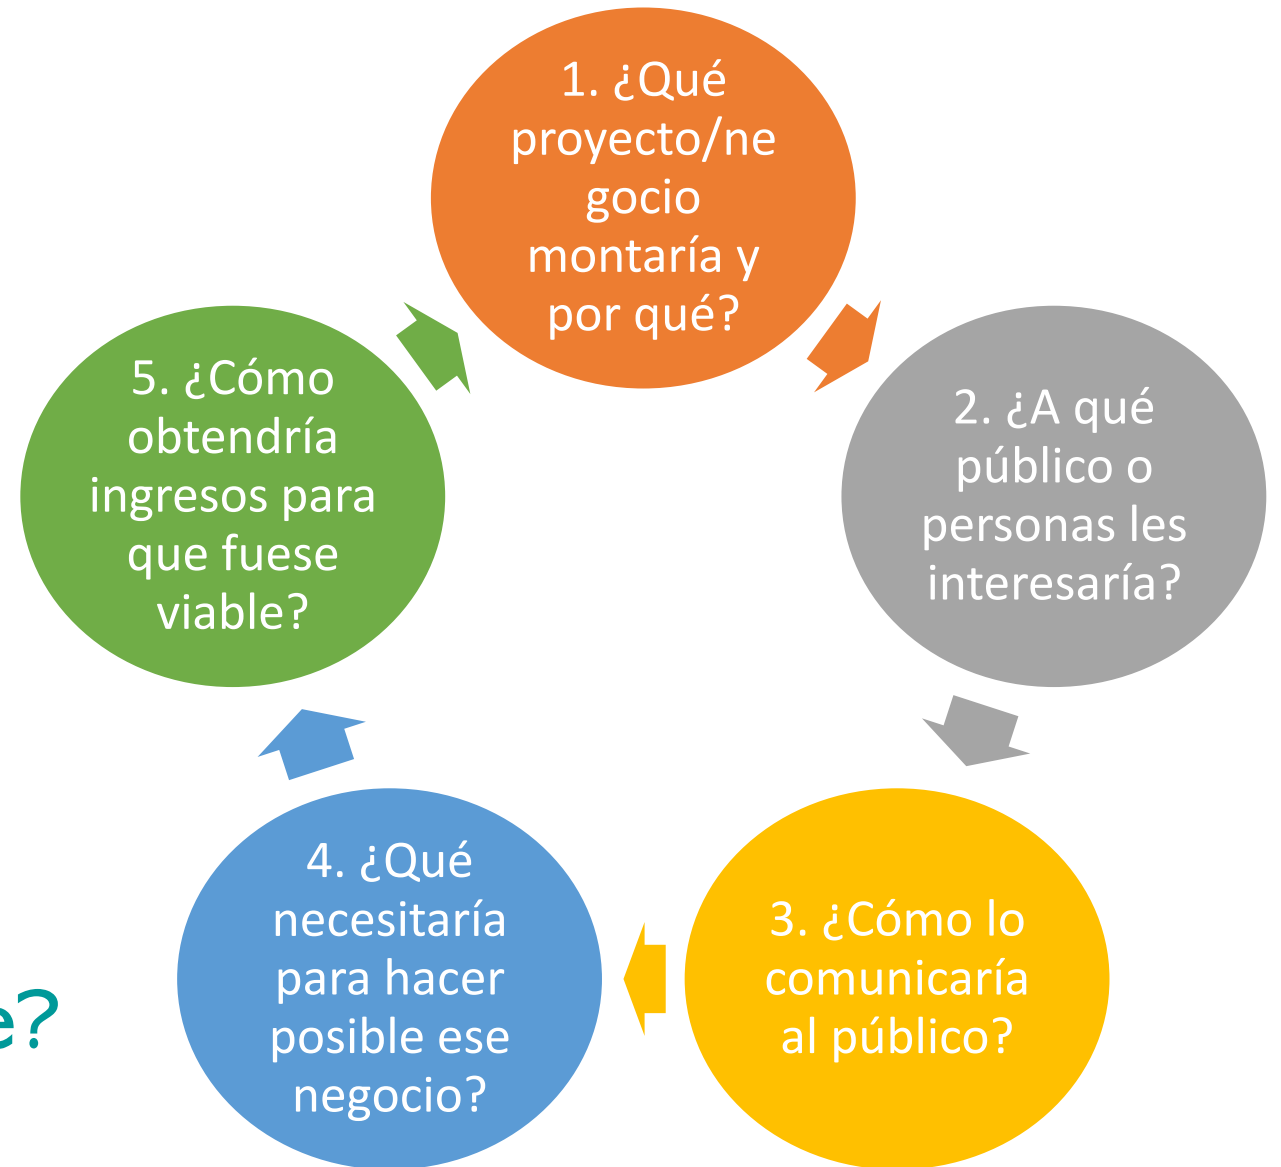 1. ¿Qué
proyecto/ne
gocio
montaría y
por qué?
2. ¿A qué
público o
personas les
interesaría?
3. ¿Cómo lo
comunicaría
al público?
4. ¿Qué
necesitaría
para hacer
posible ese
negocio?
5. ¿Cómo
obtendría
ingresos para
que fuese
viable?
e?